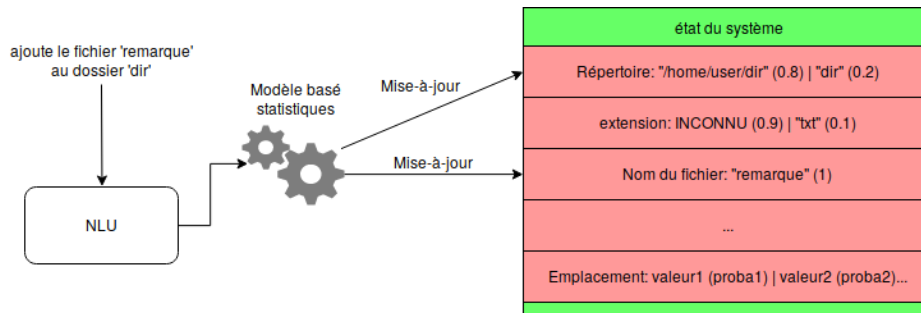 ajoute le fichier 'remarque'
au dossier 'dir'
NLU
Modèle basé
statistiques
Mise-à-jour
Mise-à-jour
état du système
Répertoire: "/home/user/dir" (0.8) | "dir" (0.2)
extension: INCONNU (0.9) | "txt" (0.1)
Nom du fichier: "remarque" (1)
...
Emplacement: valeur1 (proba1) | valeur2 (proba2)...